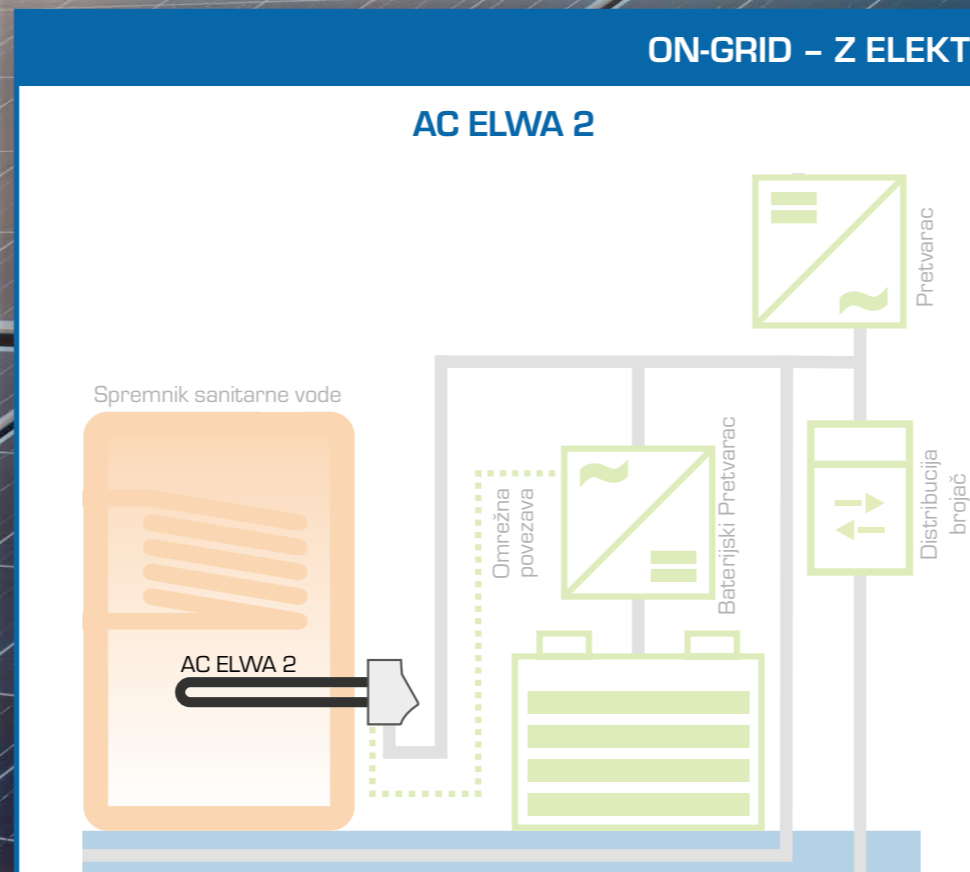 ON-GRID – Z ELEKT
AC ELWA 2
Pretvarac
Spremnik sanitarne vode
Omrežna
povezava
Baterijski Pretvarac
Distribucija
brojač
AC ELWA 2